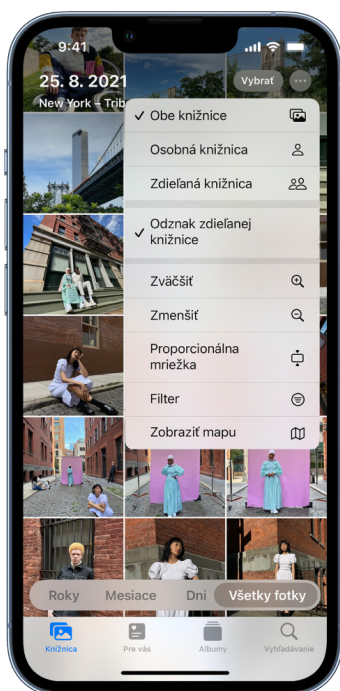 9:41
25. 8. 2021
Vybrať
New York – Trib
Obe knižnice
Osobná knižnica
Zdieľaná knižnica
Odznak zdieľanej
knižnice
Zväčšiť
Zmenšiť
Proporcionálna
mriežka
Filter
Zobraziť mapu
Roky Mesiace Dni Všetky fotky
Knižnica Pre vás Albumy Vyhľadávanie